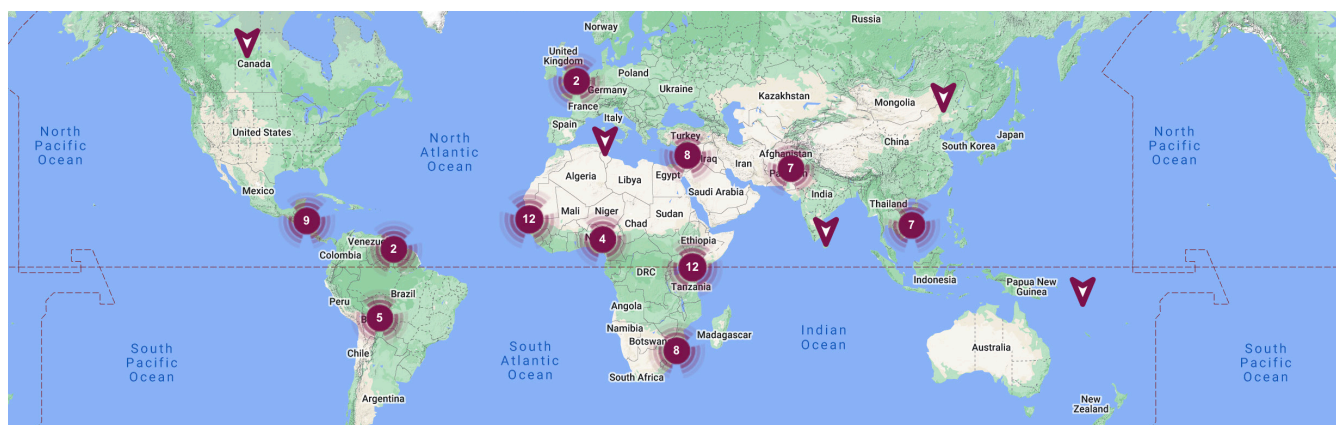 Russia
Norway
Canada
United
Kingdom
2
Poland
Germany
Ukraine
Kazakhstan
Mongolia
France
Italy
Spain
North
Pacific
Ocean
United States
North
Atlantic
Ocean
Turkey
8
Iraq
Iran
Afghanistan
7
China
South Korea
Japan
North
Pacific
Ocean
Algeria
Libya
Egypt
Saudi Arabia
India
Mexico
9
12
Mali
Niger
Chad
Sudan
Thailand
7
Venezuela
2
Colombia
4
Ethiopia
12
DRC
Tanzania
Indonesia
Papua New
Guinea
Peru
Brazil
5
Angola
Namibia
Botswana
8
Madagascar
Indian
Ocean
Australia
South
Pacific
Ocean
Chile
South
Atlantic
Ocean
South Africa
South
Pacific
Ocean
Argentina
New
Zealand